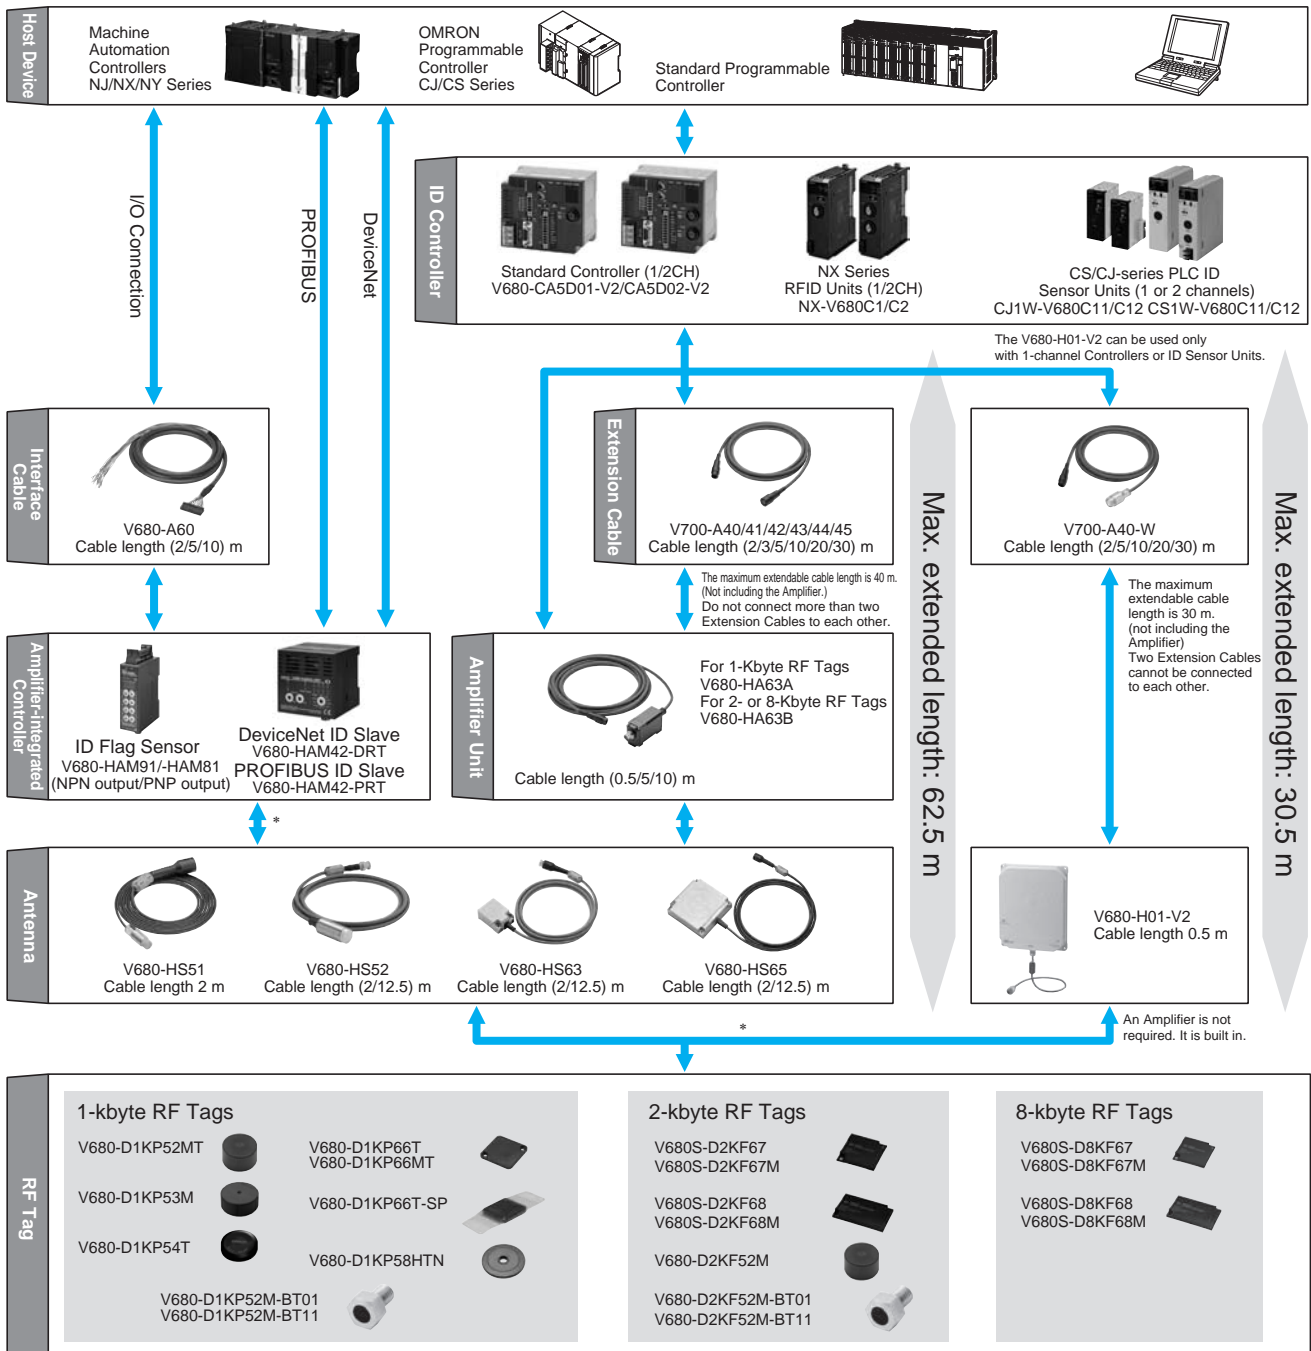 Host Device
Machine
Automation
Controllers
NJ/NX/NY Series
OMRON
Programmable
Controller
CJ/CS Series
Standard Programmable
Controller
I/O Connection
PROFIBUS
DeviceNet
ID Controller
Standard Controller (1/2CH)
V680-CA5D01-V2/CA5D02-V2
NX Series
RFID Units (1/2CH)
NX-V680C1/C2
CS/CJ-series PLC ID
Sensor Units (1 or 2 channels)
CJ1W-V680C11/C12 CS1W-V680C11/C12
The V680-H01-V2 can be used only
with 1-channel Controllers or ID Sensor Units.
Interface
Cable
V680-A60
Cable length (2/5/10) m
Extension Cable
V700-A40/41/42/43/44/45
Cable length (2/3/5/10/20/30) m
The maximum extendable cable length is 40 m.
(Not including the Amplifier.)
Do not connect more than two
Extension Cables to each other.
Max. extended length: 62.5 m
V700-A40-W
Cable length (2/5/10/20/30) m
The maximum
extendable cable
length is 30 m.
(not including the
Amplifier)
Two Extension Cables
cannot be connected
to each other.
Max. extended length: 30.5 m
Amplifier-integrated
Controller
ID Flag Sensor
V680-HAM91/-HAM81
(NPN output/PNP output)
DeviceNet ID Slave
V680-HAM42-DRT
PROFIBUS ID Slave
V680-HAM42-PRT
Amplifier Unit
For 1-Kbyte RF Tags
V680-HA63A
For 2- or 8-Kbyte RF Tags
V680-HA63B
Cable length (0.5/5/10) m
*
Antenna
V680-HS51
Cable length 2 m
V680-HS52
Cable length (2/12.5) m
V680-HS63
Cable length (2/12.5) m
V680-HS65
Cable length (2/12.5) m
V680-H01-V2
Cable length 0.5 m
*
An Amplifier is not
required. It is built in.
RF Tag
1-kbyte RF Tags
V680-D1KP52MT
V680-D1KP53M
V680-D1KP54T
V680-D1KP66T
V680-D1KP66MT
V680-D1KP66T-SP
V680-D1KP58HTN
V680-D1KP52M-BT01
V680-D1KP52M-BT11
2-kbyte RF Tags
V680S-D2KF67
V680S-D2KF67M
V680S-D2KF68
V680S-D2KF68M
V680-D2KF52M
V680-D2KF52M-BT01
V680-D2KF52M-BT11
8-kbyte RF Tags
V680S-D8KF67
V680S-D8KF67M
V680S-D8KF68
V680S-D8KF68M